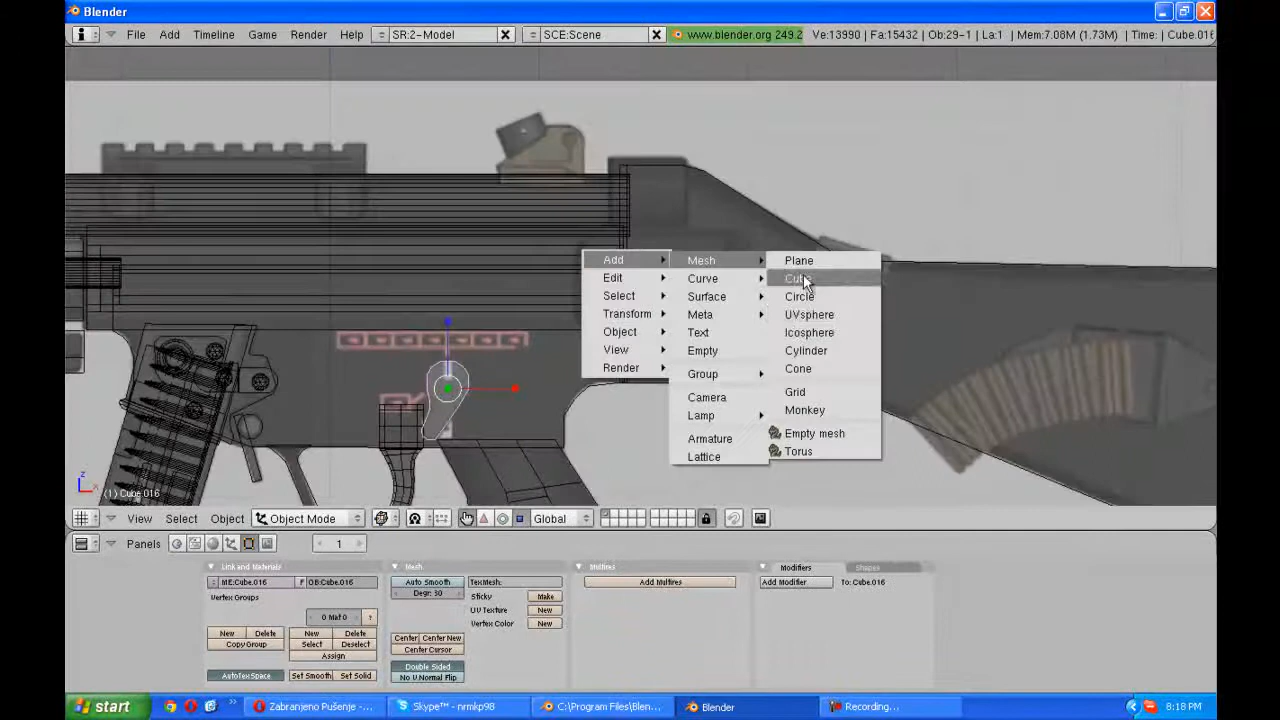 Blender
File Add Timeline Game Render Help SR:2-Model SCE:Scene www.blender.org 249.2 Ve:13990 | Fa:15432 | Ob:29-1 | La:1 | Mem:7.08M (1.73M) | Time: | Cube.016
Add
Edit
Select
Transform
Object
View
Render
Mesh
Curve
Surface
Meta
Text
Empty
Group
Camera
Lamp
Armature
Lattice
Plane
Cube
Circle
UVsphere
Icosphere
Cylinder
Cone
Grid
Monkey
Empty mesh
Torus
z
x
(1) Cube.016
View Select Object Object Mode Global
Panels 1
Link and Materials Mesh Multires Modifiers Shapes
ME:Cube.016 F OB:Cube.016 Auto Smooth TexMesh: Add Multires Add Modifier To: Cube.016
Degr: 30 Sticky Make
Vertex Groups UV Texture New
0 Mat 0 ? Vertex Color New
New Delete New Delete Center Center New
Copy Group Select Deselect Center Cursor
Assign
Double Sided
AutoTexSpace Set Smooth Set Solid No V.Normal Flip
start Zabranjeno Pušenje - ... Skype™ - nrmkp98 C:\Program Files\Blen... Blender Recording... 8:18 PM